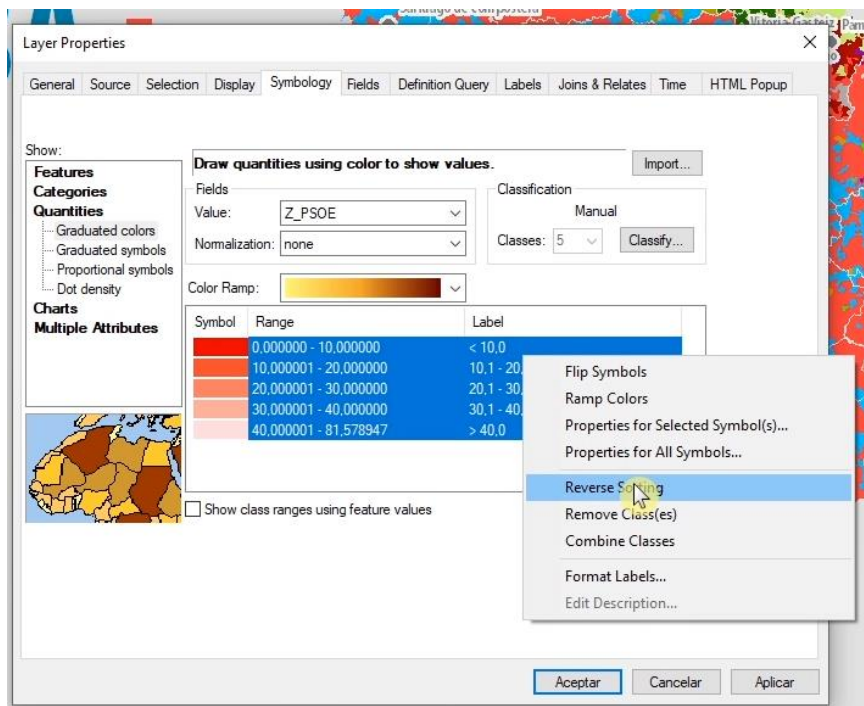 Santiago de Compostela
Vitoria-Gasteiz
Layer Properties
General Source Selection Display Symbology Fields Definition Query Labels Joins & Relates Time HTML Popup
Show:
Features
Categories
Quantities
Graduated colors
Graduated symbols
Proportional symbols
Dot density
Charts
Multiple Attributes
Draw quantities using color to show values.
Import...
Fields
Value: Z_PSOE
Normalization: none
Classification
Manual
Classes: 5 Classify...
Color Ramp:
Symbol Range Label
0,000000 - 10,000000 < 10,0
10,000001 - 20,000000 10,1 - 20,
20,000001 - 30,000000 20,1 - 30,
30,000001 - 40,000000 30,1 - 40,
40,000001 - 81,578947 > 40,0
Show class ranges using feature values
Flip Symbols
Ramp Colors
Properties for Selected Symbol(s)...
Properties for All Symbols...
Reverse Sorting
Remove Class(es)
Combine Classes
Format Labels...
Edit Description...
Aceptar Cancelar Aplicar